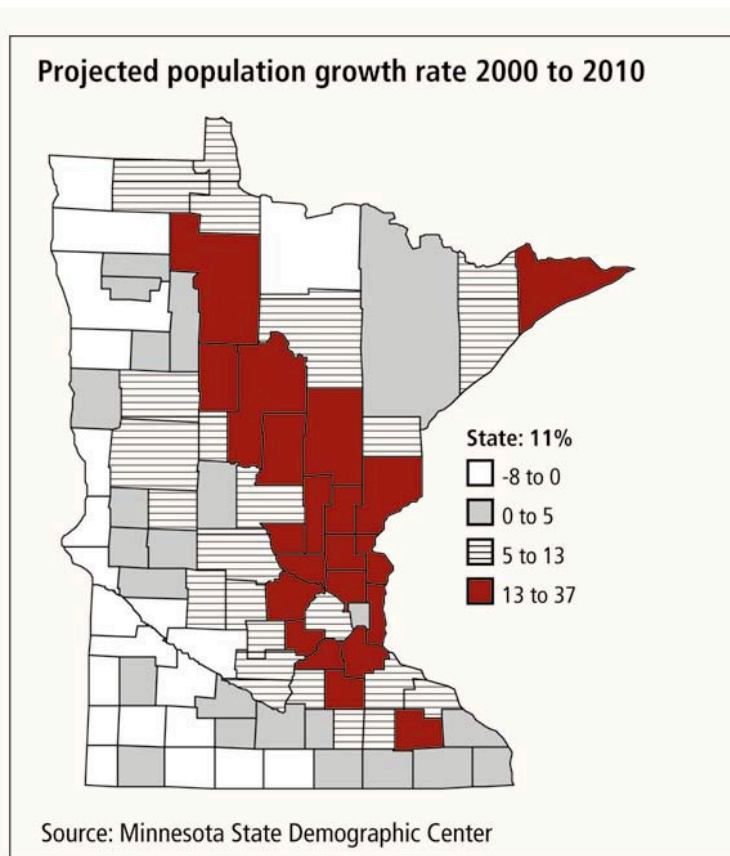 Projected population growth rate 2000 to 2010
State: 11%
-8 to 0
0 to 5
5 to 13
13 to 37
Source: Minnesota State Demographic Center